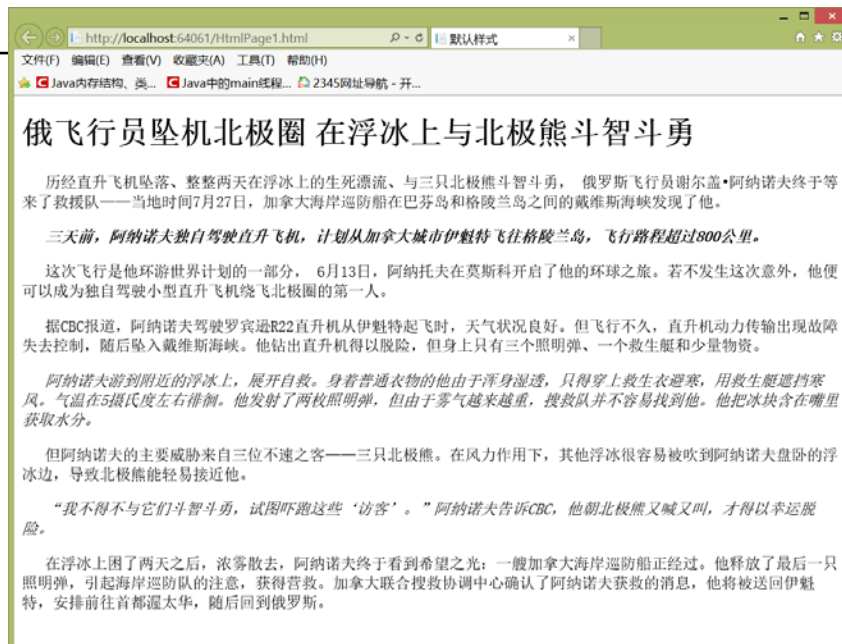 http://localhost:64061/HtmlPage1.html
默认样式
文件(F) 编辑(E) 查看(V) 收藏夹(A) 工具(T) 帮助(H)
Java内存结构、类... Java中的main线程... 2345网址导航 - 开...
俄飞行员坠机北极圈 在浮冰上与北极熊斗智斗勇
历经直升飞机坠落、整整两天在浮冰上的生死漂流、与三只北极熊斗智斗勇， 俄罗斯飞行员谢尔盖•阿纳诺夫终于等
来了救援队——当地时间7月27日，加拿大海岸巡防船在巴芬岛和格陵兰岛之间的戴维斯海峡发现了他。
三天前，阿纳诺夫独自驾驶直升飞机，计划从加拿大城市伊魁特飞往格陵兰岛，飞行路程超过800公里。
这次飞行是他环游世界计划的一部分， 6月13日，阿纳托夫在莫斯科开启了他的环球之旅。若不发生这次意外，他便
可以成为独自驾驶小型直升飞机绕飞北极圈的第一人。
据CBC报道，阿纳诺夫驾驶罗宾逊R22直升机从伊魁特起飞时，天气状况良好。但飞行不久，直升机动力传输出现故障
失去控制，随后坠入戴维斯海峡。他钻出直升机得以脱险，但身上只有三个照明弹、一个救生艇和少量物资。
阿纳诺夫游到附近的浮冰上，展开自救。身着普通衣物的他由于浑身湿透，只得穿上救生衣避寒，用救生艇遮挡寒
风。气温在5摄氏度左右徘徊。他发射了两枚照明弹，但由于雾气越来越重，搜救队并不容易找到他。他把冰块含在嘴里
获取水分。
但阿纳诺夫的主要威胁来自三位不速之客——三只北极熊。在风力作用下，其他浮冰很容易被吹到阿纳诺夫盘卧的浮
冰边，导致北极熊能轻易接近他。
“我不得不与它们斗智斗勇，试图吓跑这些‘访客’。”阿纳诺夫告诉CBC，他朝北极熊又喊又叫，才得以幸运脱
险。
在浮冰上困了两天之后，浓雾散去，阿纳诺夫终于看到希望之光：一艘加拿大海岸巡防船正经过。他释放了最后一只
照明弹，引起海岸巡防队的注意，获得营救。加拿大联合搜救协调中心确认了阿纳诺夫获救的消息，他将被送回伊魁
特，安排前往首都渥太华，随后回到俄罗斯。